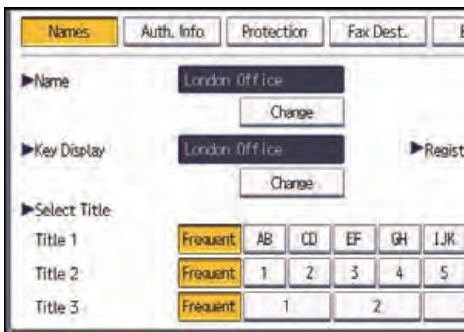 Names Auth. Info Protection Fax Dest.
▶Name London Office
Change
▶Key Display London Office ▶Regist
Change
▶Select Title
Title 1 Frequent AB CD EF GH IJK
Title 2 Frequent 1 2 3 4 5
Title 3 Frequent 1 2